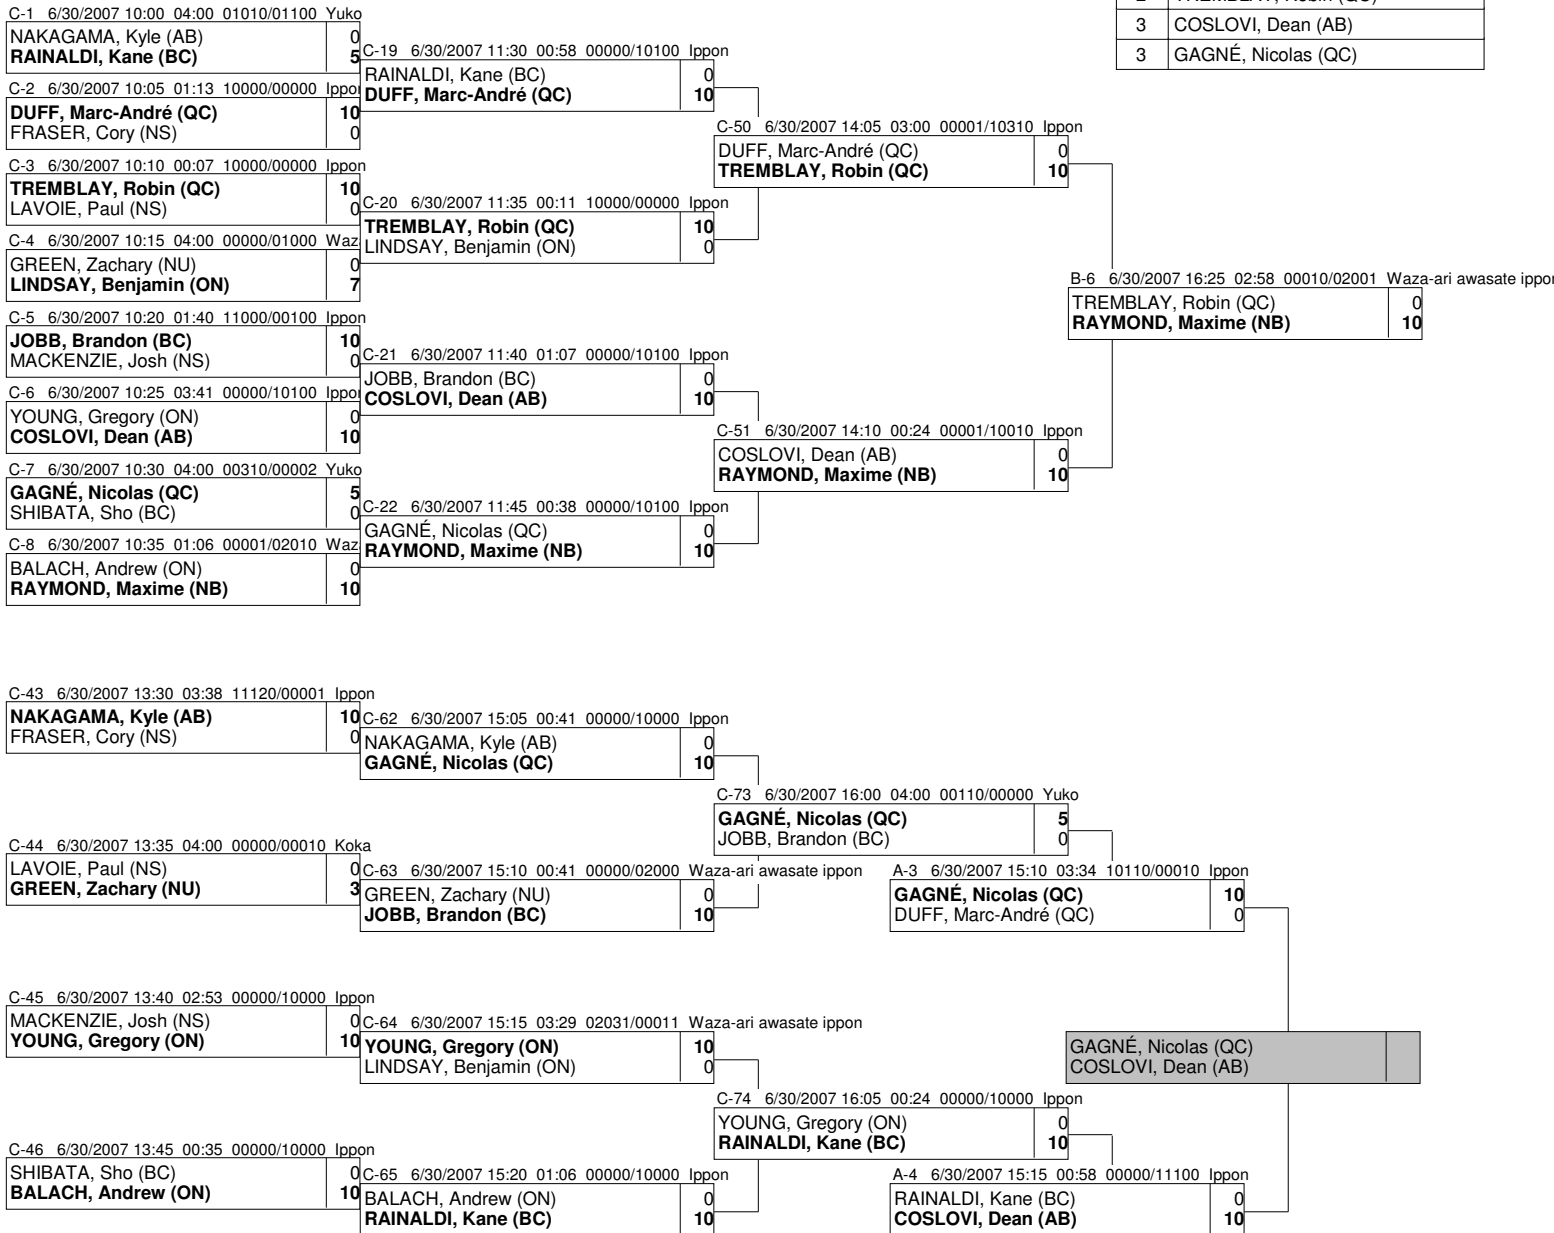 C-1 6/30/2007 10:00 04:00 01010/01100 Yuko
NAKAGAMA, Kyle (AB) 0
RAINALDI, Kane (BC) 5
C-2 6/30/2007 10:05 01:13 10000/00000 Ippon
DUFF, Marc-André (QC) 10
FRASER, Cory (NS) 0
C-3 6/30/2007 10:10 00:07 10000/00000 Ippon
TREMBLAY, Robin (QC) 10
LAVOIE, Paul (NS) 0
C-4 6/30/2007 10:15 04:00 00000/01000 Waza
GREEN, Zachary (NU) 0
LINDSAY, Benjamin (ON) 7
C-5 6/30/2007 10:20 01:40 11000/00100 Ippon
JOBB, Brandon (BC) 10
MACKENZIE, Josh (NS) 0
C-6 6/30/2007 10:25 03:41 00000/10100 Ippon
YOUNG, Gregory (ON) 0
COSLOVI, Dean (AB) 10
C-7 6/30/2007 10:30 04:00 00310/00002 Yuko
GAGNÉ, Nicolas (QC) 5
SHIBATA, Sho (BC) 0
C-8 6/30/2007 10:35 01:06 00001/02010 Waza
BALACH, Andrew (ON) 0
RAYMOND, Maxime (NB) 10
C-19 6/30/2007 11:30 00:58 00000/10100 Ippon
RAINALDI, Kane (BC) 0
DUFF, Marc-André (QC) 10
C-20 6/30/2007 11:35 00:11 10000/00000 Ippon
TREMBLAY, Robin (QC) 10
LINDSAY, Benjamin (ON) 0
C-21 6/30/2007 11:40 01:07 00000/10100 Ippon
JOBB, Brandon (BC) 0
COSLOVI, Dean (AB) 10
C-22 6/30/2007 11:45 00:38 00000/10100 Ippon
GAGNÉ, Nicolas (QC) 0
RAYMOND, Maxime (NB) 10
C-50 6/30/2007 14:05 03:00 00001/10310 Ippon
DUFF, Marc-André (QC) 0
TREMBLAY, Robin (QC) 10
C-51 6/30/2007 14:10 00:24 00001/10010 Ippon
COSLOVI, Dean (AB) 0
RAYMOND, Maxime (NB) 10
B-6 6/30/2007 16:25 02:58 00010/02001 Waza-ari awasate ippon
TREMBLAY, Robin (QC) 0
RAYMOND, Maxime (NB) 10
2 TREMBLAY, Robin (QC)
3 COSLOVI, Dean (AB)
3 GAGNÉ, Nicolas (QC)
C-43 6/30/2007 13:30 03:38 11120/00001 Ippon
NAKAGAMA, Kyle (AB) 10
FRASER, Cory (NS) 0
C-44 6/30/2007 13:35 04:00 00000/00010 Koka
LAVOIE, Paul (NS) 0
GREEN, Zachary (NU) 3
C-45 6/30/2007 13:40 02:53 00000/10000 Ippon
MACKENZIE, Josh (NS) 0
YOUNG, Gregory (ON) 10
C-46 6/30/2007 13:45 00:35 00000/10000 Ippon
SHIBATA, Sho (BC) 0
BALACH, Andrew (ON) 10
C-62 6/30/2007 15:05 00:41 00000/10000 Ippon
NAKAGAMA, Kyle (AB) 0
GAGNÉ, Nicolas (QC) 10
C-63 6/30/2007 15:10 00:41 00000/02000 Waza-ari awasate ippon
GREEN, Zachary (NU) 0
JOBB, Brandon (BC) 10
C-64 6/30/2007 15:15 03:29 02031/00011 Waza-ari awasate ippon
YOUNG, Gregory (ON) 10
LINDSAY, Benjamin (ON) 0
C-65 6/30/2007 15:20 01:06 00000/10000 Ippon
BALACH, Andrew (ON) 0
RAINALDI, Kane (BC) 10
C-73 6/30/2007 16:00 04:00 00110/00000 Yuko
GAGNÉ, Nicolas (QC) 5
JOBB, Brandon (BC) 0
C-74 6/30/2007 16:05 00:24 00000/10000 Ippon
YOUNG, Gregory (ON) 0
RAINALDI, Kane (BC) 10
A-3 6/30/2007 15:10 03:34 10110/00010 Ippon
GAGNÉ, Nicolas (QC) 10
DUFF, Marc-André (QC) 0
A-4 6/30/2007 15:15 00:58 00000/11100 Ippon
RAINALDI, Kane (BC) 0
COSLOVI, Dean (AB) 10
GAGNÉ, Nicolas (QC)
COSLOVI, Dean (AB)